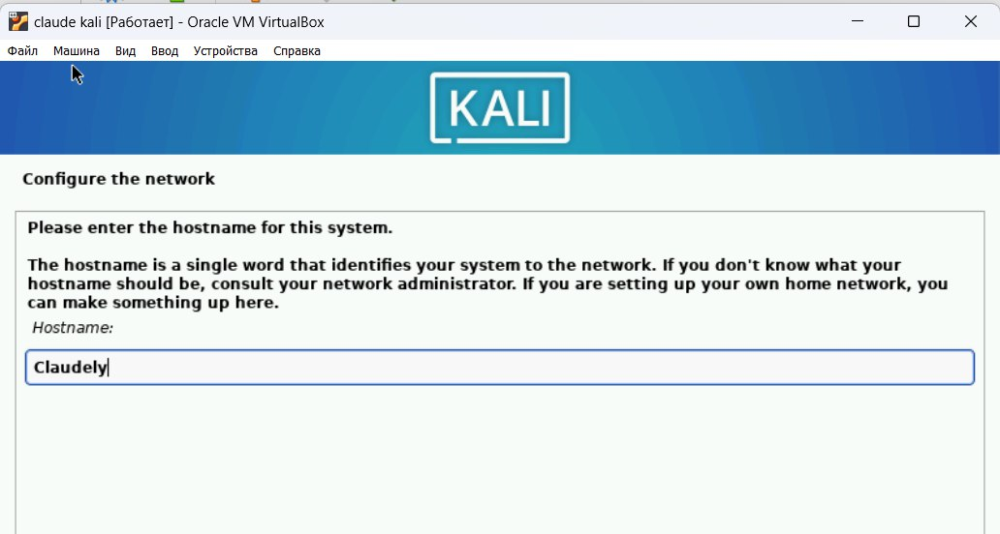 claude kali [Работает] - Oracle VM VirtualBox
Файл Машина Вид Ввод Устройства Справка
KALI
Configure the network
Please enter the hostname for this system.
The hostname is a single word that identifies your system to the network. If you don't know what your
hostname should be, consult your network administrator. If you are setting up your own home network, you
can make something up here.
Hostname:
Claudely